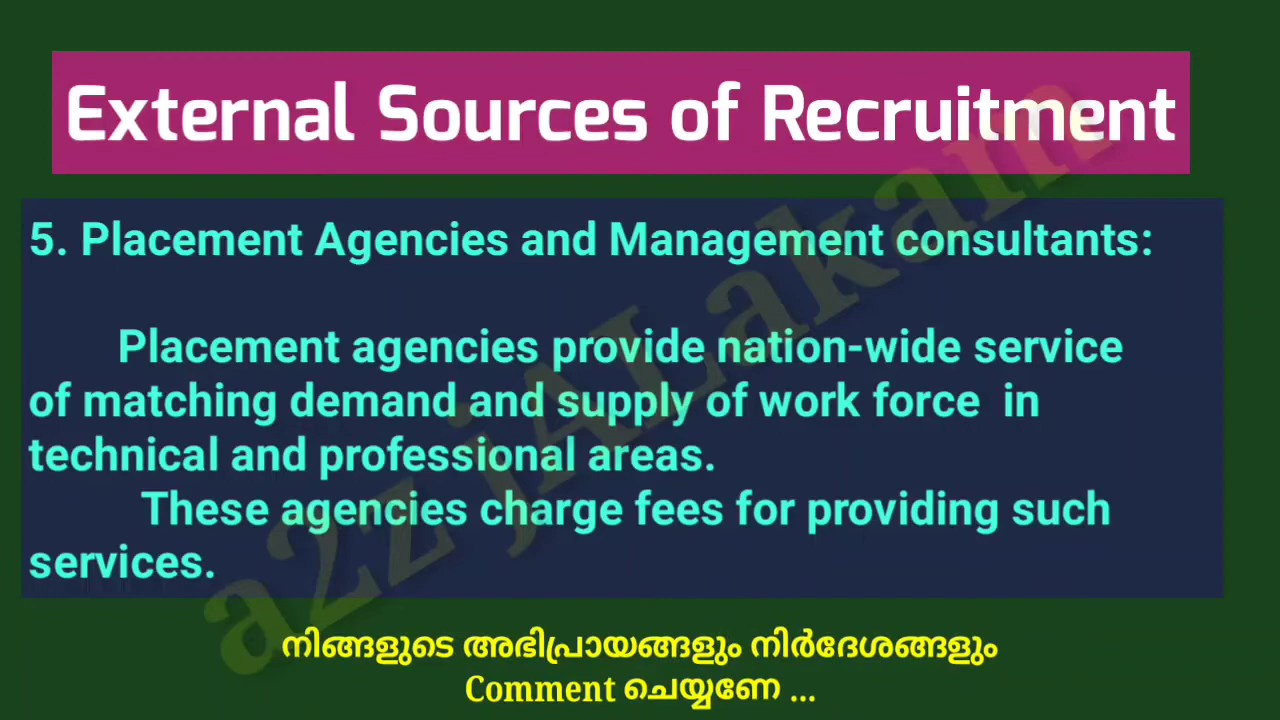 External Sources of Recruitment
5. Placement Agencies and Management consultants:
Placement agencies provide nation-wide service
of matching demand and supply of work force in
technical and professional areas.
These agencies charge fees for providing such
services.
a2z jALakam
നിങ്ങളുടെ അഭിപ്രായങ്ങളും നിർദേശങ്ങളും
Comment ചെയ്യണേ ...